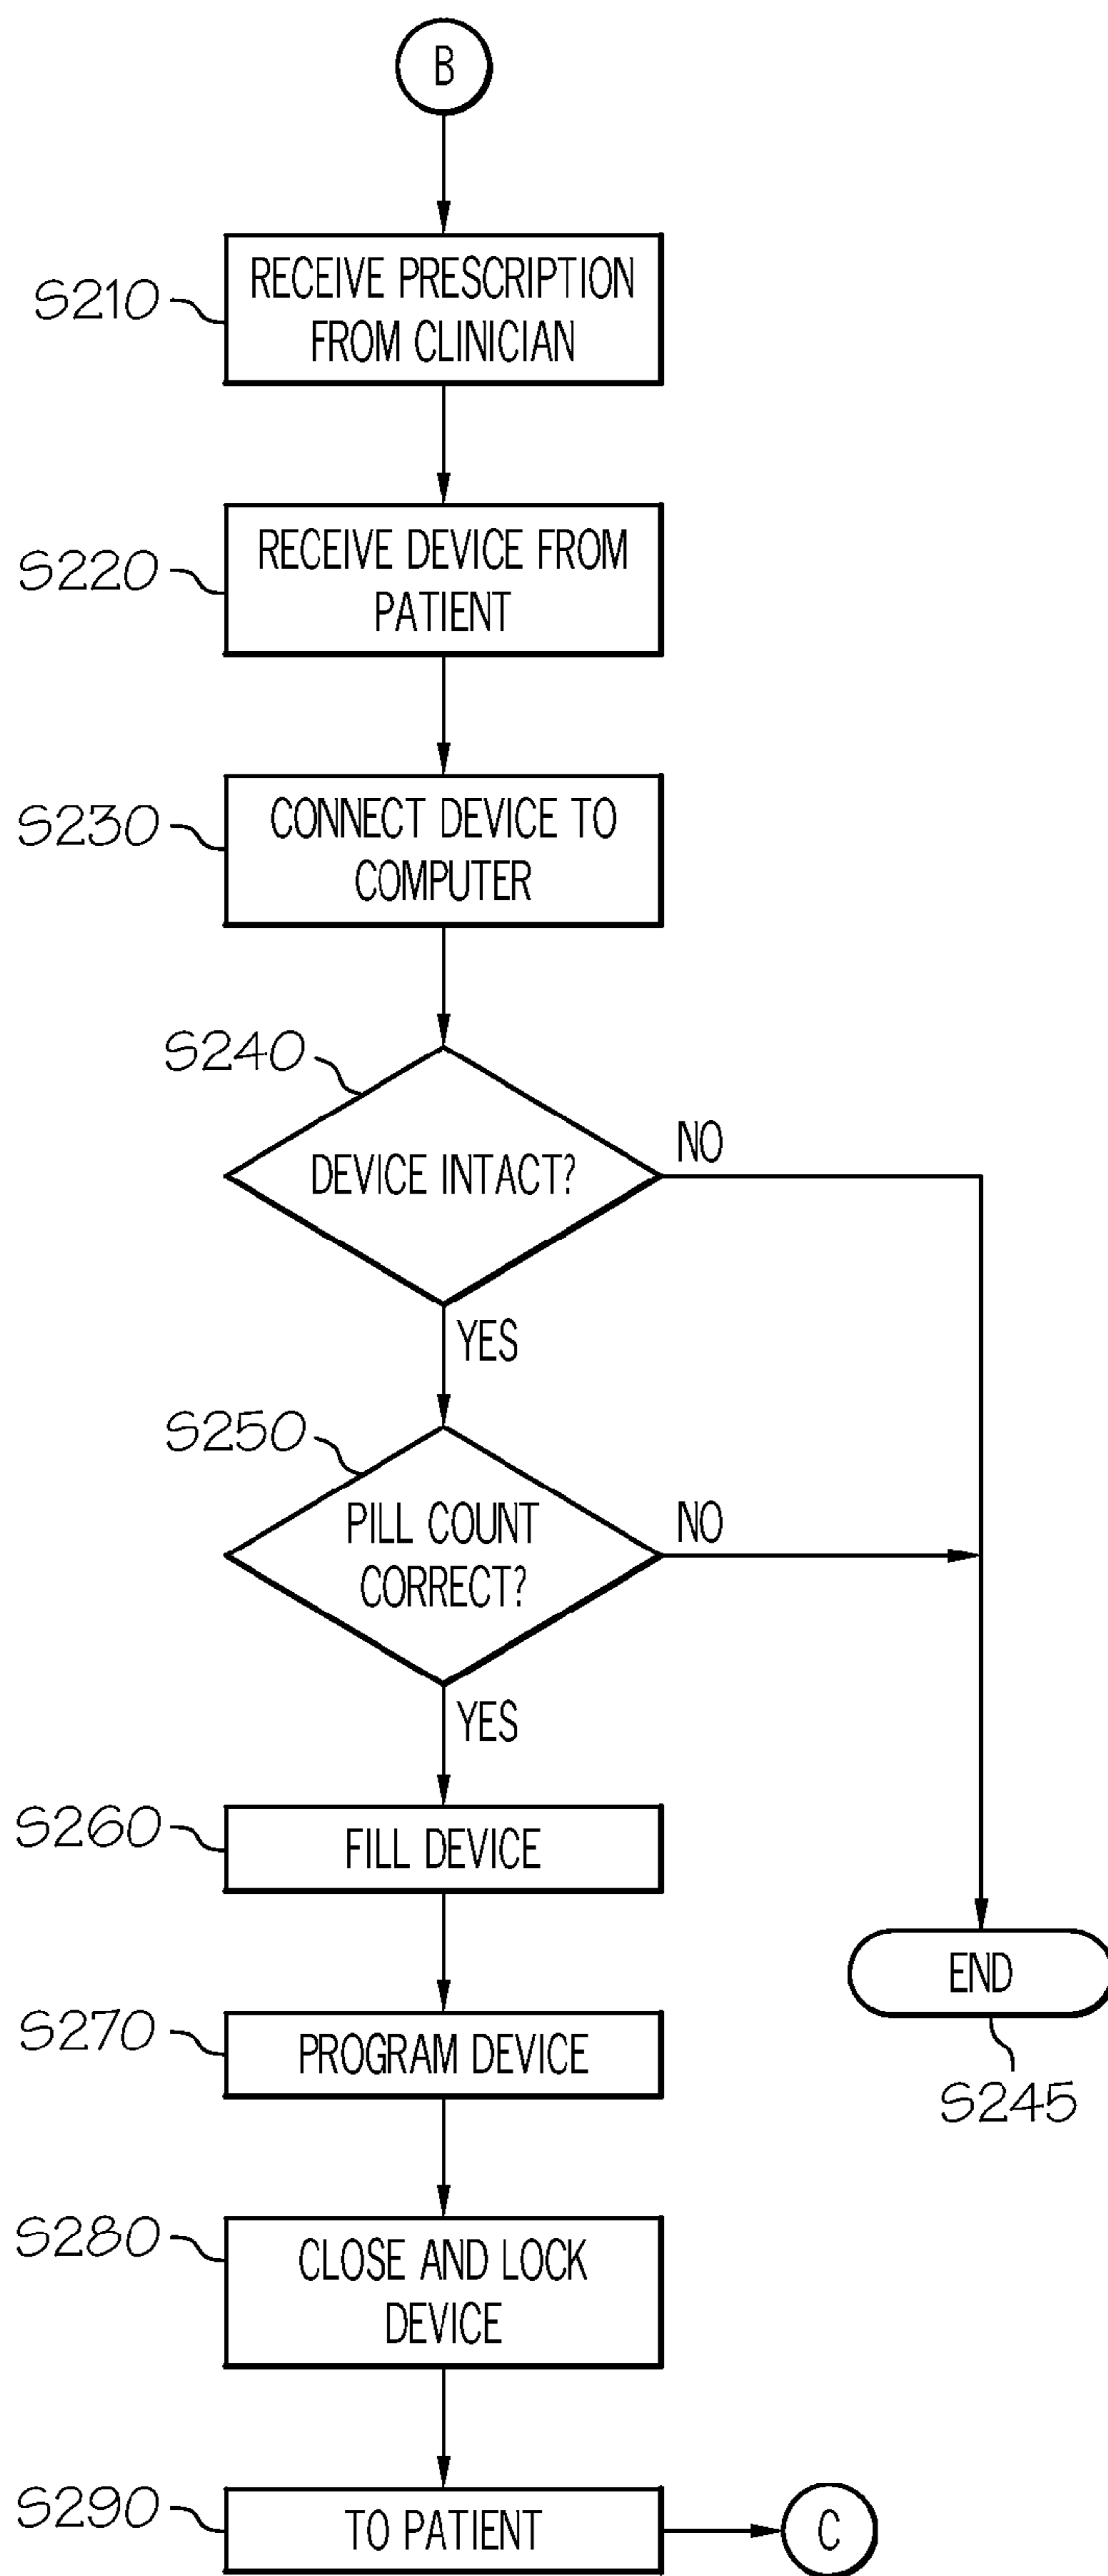 B
S210
RECEIVE PRESCRIPTION
FROM CLINICIAN
S220
RECEIVE DEVICE FROM
PATIENT
S230
CONNECT DEVICE TO
COMPUTER
S240
DEVICE INTACT?
NO
YES
S250
PILL COUNT
CORRECT?
NO
YES
S260
FILL DEVICE
END
S245
S270
PROGRAM DEVICE
S280
CLOSE AND LOCK
DEVICE
S290
TO PATIENT
C